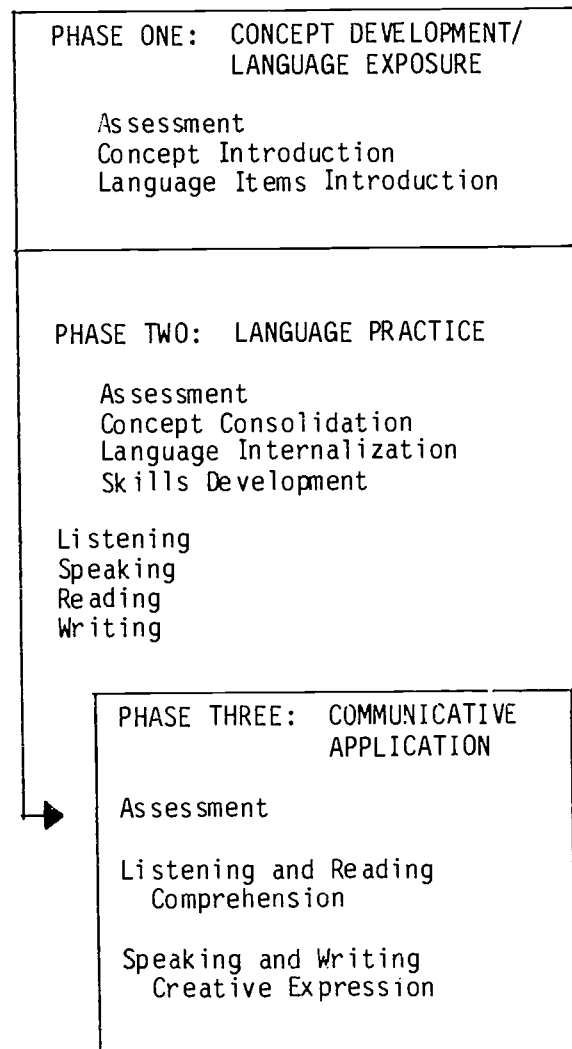 PHASE ONE: CONCEPT DEVELOPMENT/
LANGUAGE EXPOSURE
Assessment
Concept Introduction
Language Items Introduction
PHASE TWO: LANGUAGE PRACTICE
Assessment
Concept Consolidation
Language Internalization
Skills Development
Listening
Speaking
Reading
Writing
PHASE THREE: COMMUNICATIVE
APPLICATION
Assessment
Listening and Reading
Comprehension
Speaking and Writing
Creative Expression